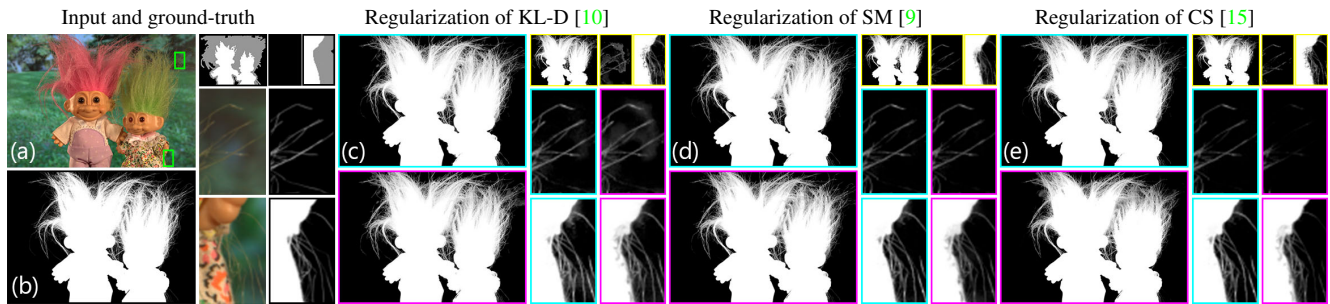 Input and ground-truth
Regularization of KL-D [10]
Regularization of SM [9]
Regularization of CS [15]
(a)
(c)
(d)
(e)
(b)